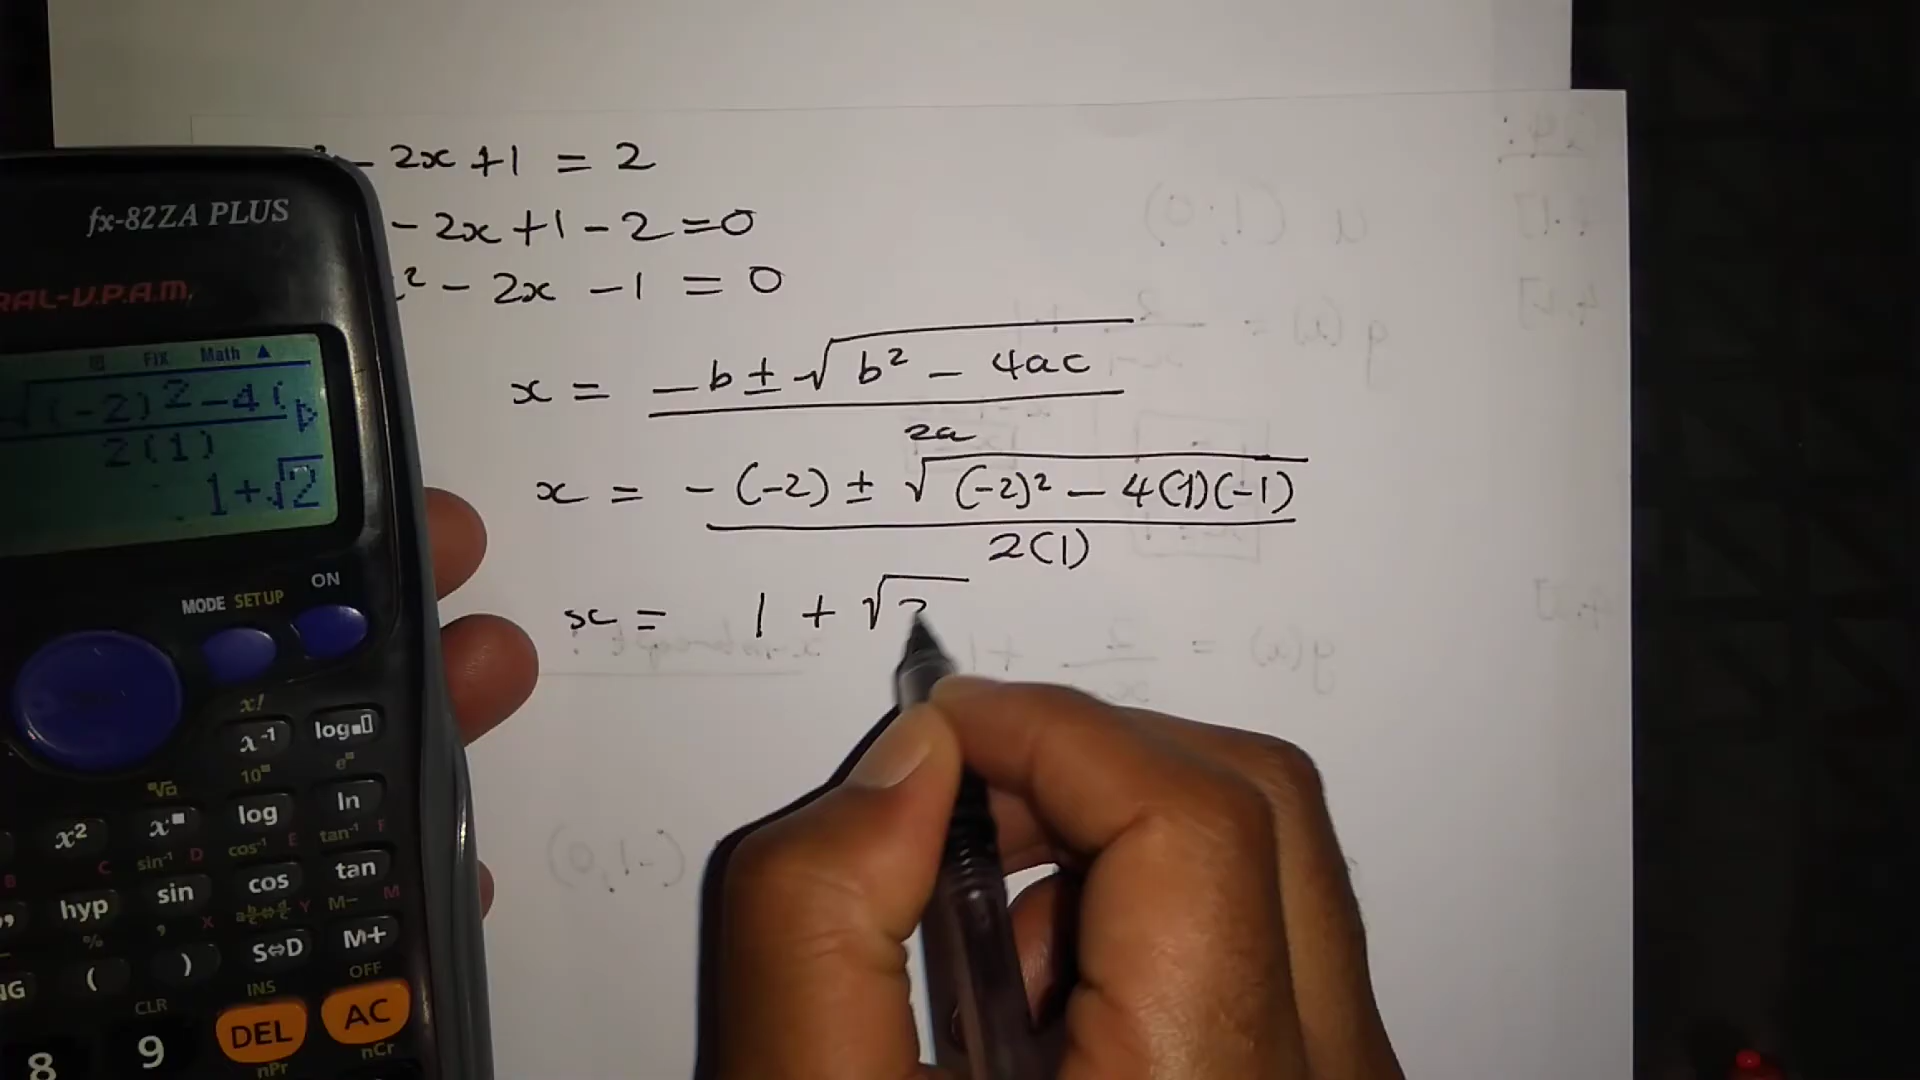 ² - 2x + 1 = 2
- 2x + 1 - 2 = 0
² - 2x - 1 = 0
x = -b ± √(b² - 4ac) / 2a
x = -(-2) ± √((-2)² - 4(1)(-1)) / 2(1)
x = 1 + √2
fx-82ZA PLUS
RAL-V.P.A.M.
FIX Math ▲
√(-2)²-4(
2(1)
1+√2
ON
MODE SETUP
x!
x⁻¹ log
10 e
x² x log ln
C sin⁻¹ D cos⁻¹ E tan⁻¹ F
hyp sin cos tan
% , X Y M− M
( ) S⇔D M+
INS OFF
CLR
8 9 DEL AC
nPr nCr